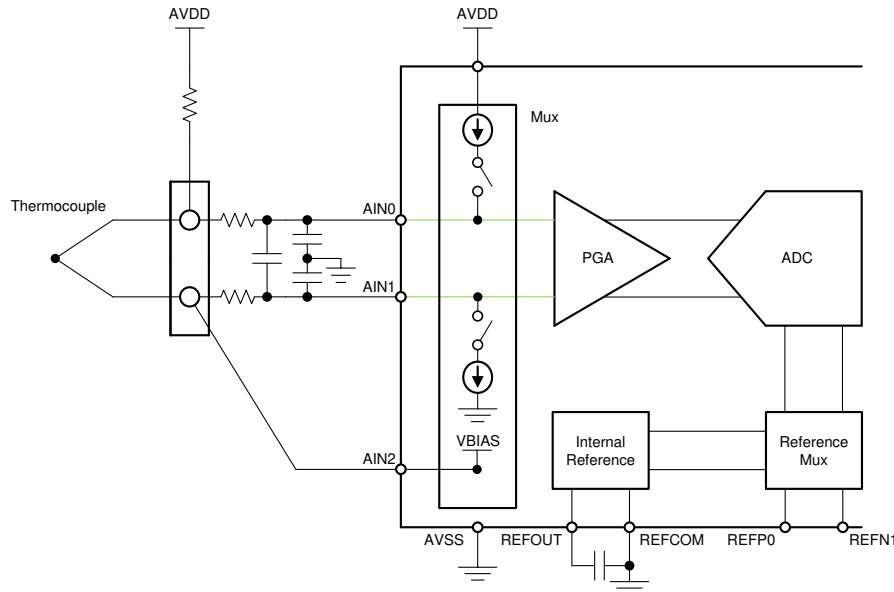 AVDD
AVDD
Mux
Thermocouple
AIN0
PGA
ADC
AIN1
VBIAS
AIN2
Internal
Reference
Reference
Mux
AVSS
REFOUT
REFCOM
REFP0
REFN1